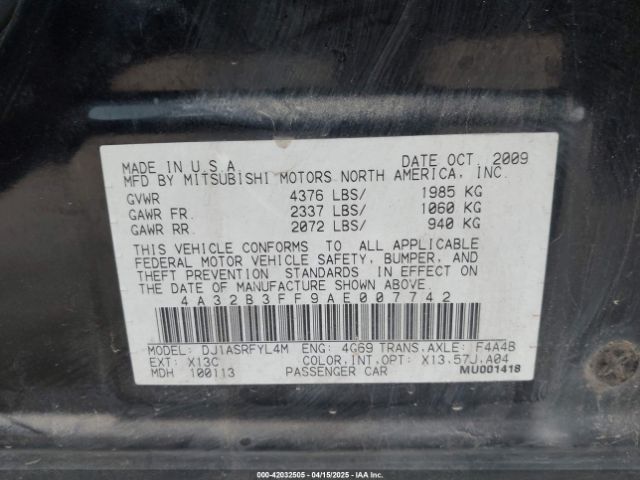 MADE IN U.S.A. DATE OCT. 2009
MFD BY MITSUBISHI MOTORS NORTH AMERICA, INC.
GVWR 4376 LBS/ 1985 KG
GAWR FR. 2337 LBS/ 1060 KG
GAWR RR. 2072 LBS/ 940 KG
THIS VEHICLE CONFORMS TO ALL APPLICABLE
FEDERAL MOTOR VEHICLE SAFETY, BUMPER, AND
THEFT PREVENTION STANDARDS IN EFFECT ON
THE DATE OF MANUFACTURE SHOWN ABOVE.
4A32B3FF9AE007742
MODEL: DJ1ASRFYL4M ENG: 4G69 TRANS.AXLE: F4A4B
EXT: X13C COLOR.INT.OPT: X13.57J.A04
MDH 100113 PASSENGER CAR MU001418
000-42032505 - 04/15/2025 - IAA Inc.